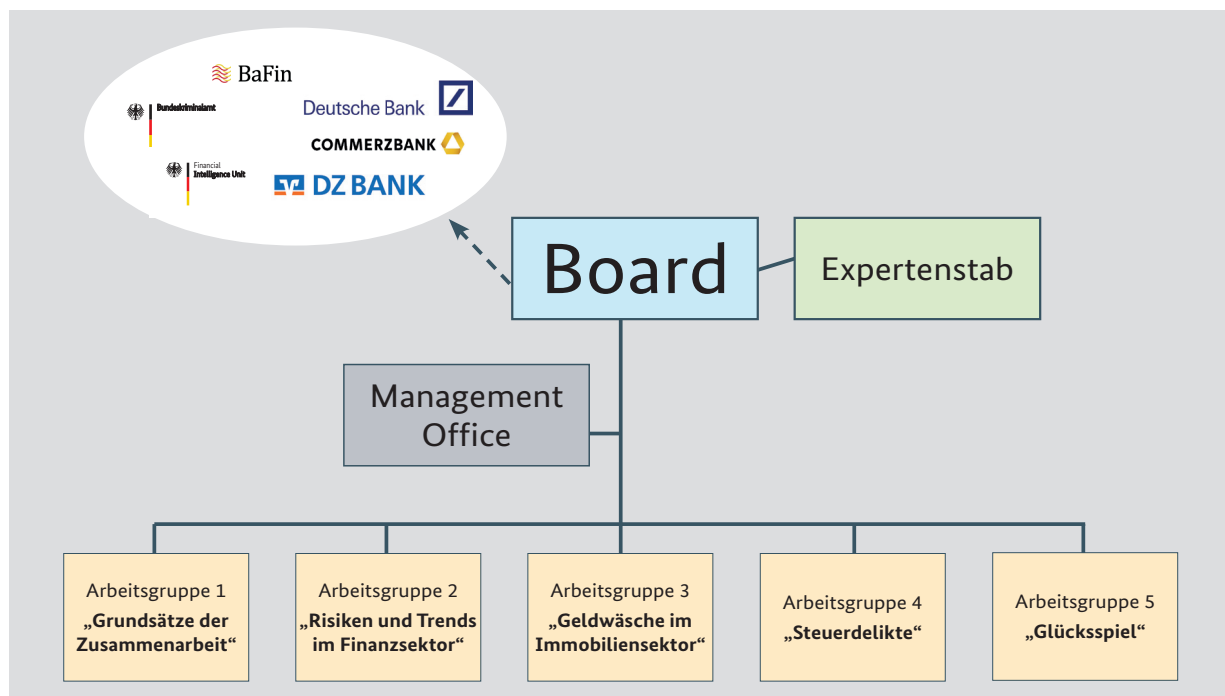 BaFin
Bundeskriminalamt
Deutsche Bank
COMMERZBANK
Financial
Intelligence Unit
DZ BANK
Board
Expertenstab
Management
Office
Arbeitsgruppe 1
„Grundsätze der
Zusammenarbeit“
Arbeitsgruppe 2
„Risiken und Trends
im Finanzsektor“
Arbeitsgruppe 3
„Geldwäsche im
Immobiliensektor“
Arbeitsgruppe 4
„Steuerdelikte“
Arbeitsgruppe 5
„Glücksspiel“